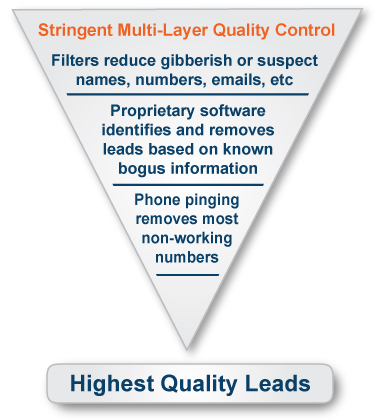 Stringent Multi-Layer Quality Control
Filters reduce gibberish or suspect
names, numbers, emails, etc
Proprietary software
identifies and removes
leads based on known
bogus information
Phone pinging
removes most
non-working
numbers
Highest Quality Leads